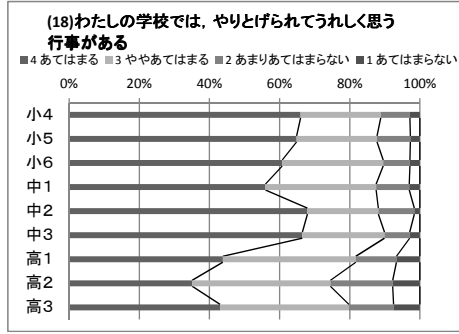 (18)わたしの学校では，やりとげられてうれしく思う
行事がある
■4 あてはまる ■3 ややあてはまる ■2 あまりあてはまらない ■1 あてはまらない
0% 20% 40% 60% 80% 100%
小4
小5
小6
中1
中2
中3
高1
高2
高3